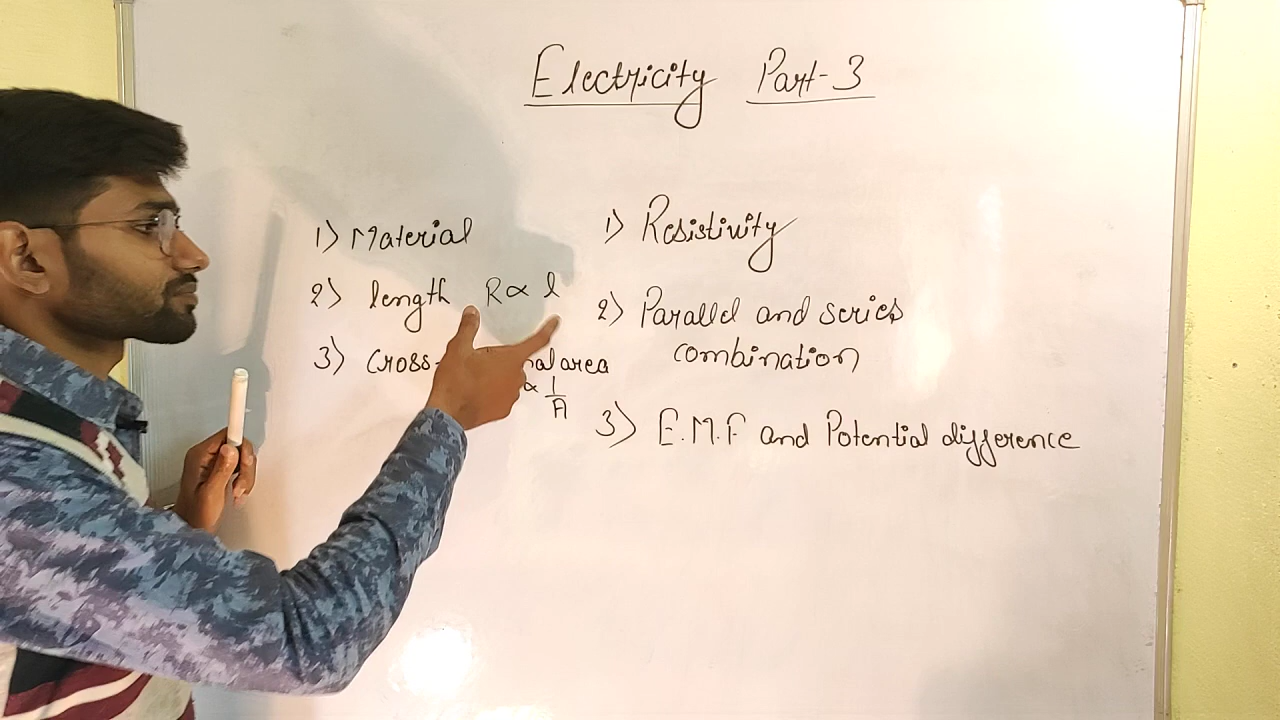 Electricity Part-3
1) Material
2) length R∝ l
3) Cross- nal area
∝ 1/A
1) Resistivity
2) Parallel and series
combination
3) E.M.F and Potential difference